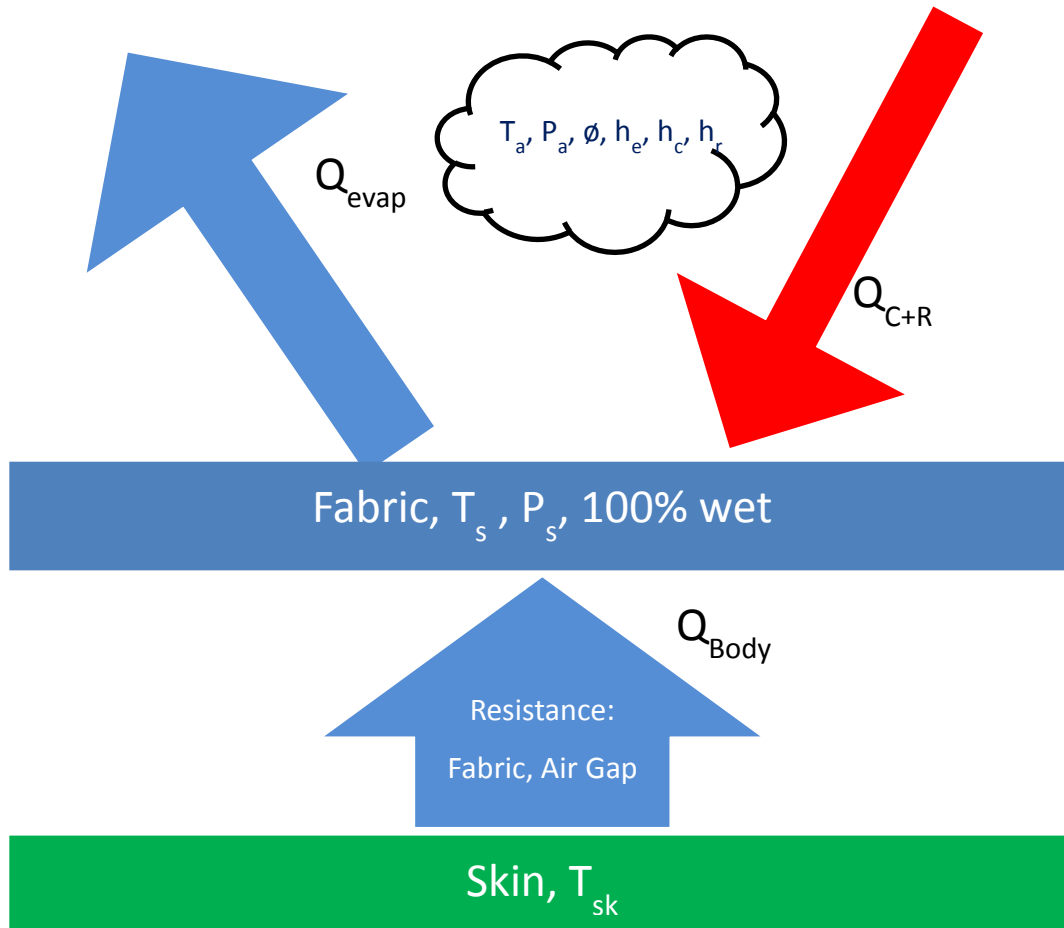 T_a, P_a, ø, h_e, h_c, h_r
Q_evap
Q_C+R
Fabric, T_s , P_s, 100% wet
Q_Body
Resistance:
Fabric, Air Gap
Skin, T_sk